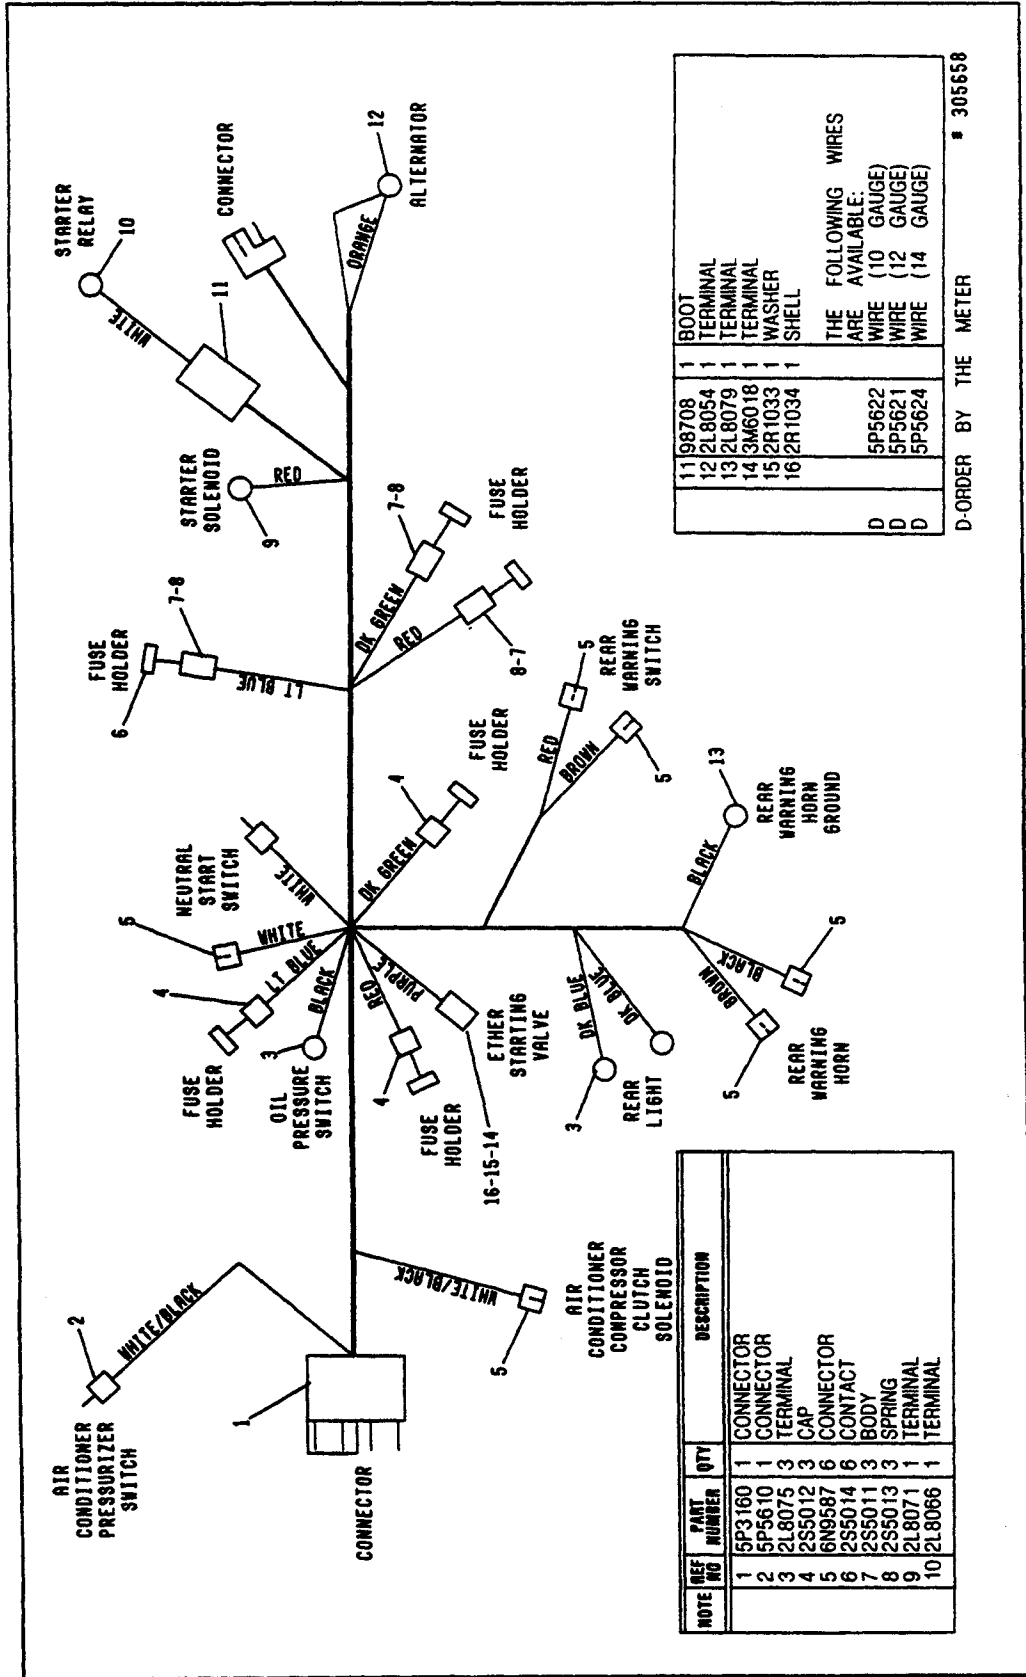 AIR
CONDITIONER
PRESSURIZER
SWITCH
2
WHITE/BLACK
CONNECTOR
1
WHITE/BLACK
5
AIR
CONDITIONER
COMPRESSOR
CLUTCH
SOLENOID
FUSE
HOLDER
4
LT BLUE
OIL
PRESSURE
SWITCH
3
BLACK
5
WHITE
NEUTRAL
START
SWITCH
WHITE
4
RED
FUSE
HOLDER
PURPLE
ETHER
STARTING
VALVE
16-15-14
DK GREEN
4
FUSE
HOLDER
DK BLUE
DK BLUE
3
REAR
LIGHT
RED
BROWN
5
5
REAR
WARNING
SWITCH
BLACK
13
REAR
WARNING
HORN
GROUND
BROWN
BLACK
5
5
REAR
WARNING
HORN
FUSE
HOLDER
6
7-8
LT BLUE
DK GREEN
7-8
RED
8-7
FUSE
HOLDER
STARTER
SOLENOID
9
RED
11
WHITE
STARTER
RELAY
10
CONNECTOR
ORANGE
12
ALTERNATOR
NOTE REF NO PART NUMBER QTY DESCRIPTION
1 5P3160 1 CONNECTOR
2 5P5610 1 CONNECTOR
3 2L8075 3 TERMINAL
4 2S5012 3 CAP
5 6N9587 6 CONNECTOR
6 2S5014 6 CONTACT
7 2S5011 3 BODY
8 2S5013 3 SPRING
9 2L8071 1 TERMINAL
10 2L8066 1 TERMINAL
11 98708 1 BOOT
12 2L8054 1 TERMINAL
13 2L8079 1 TERMINAL
14 3M6018 1 TERMINAL
15 2R1033 1 WASHER
16 2R1034 1 SHELL
THE FOLLOWING WIRES
ARE AVAILABLE:
D 5P5622 WIRE (10 GAUGE)
D 5P5621 WIRE (12 GAUGE)
D 5P5624 WIRE (14 GAUGE)
D-ORDER BY THE METER
# 305658